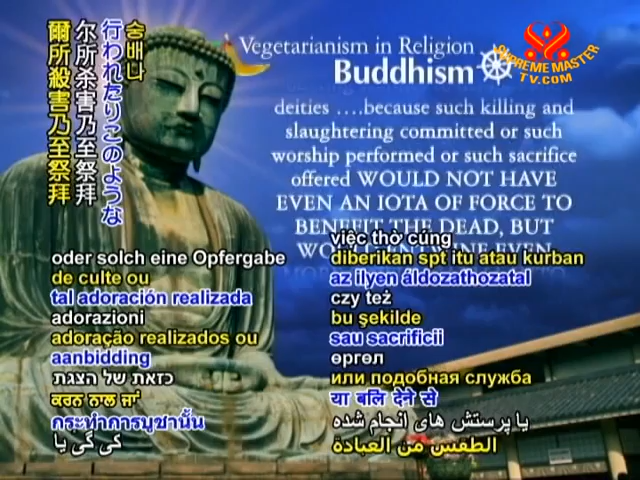 숭배나
行われたりこのような
尔所杀害乃至祭拜
爾所殺害乃至祭拜
Vegetarianism in Religion
Buddhism
SUPREME MASTER
TV.COM
deities ….because such killing and
slaughtering committed or such
worship performed or such sacrifice
offered WOULD NOT HAVE
EVEN AN IOTA OF FORCE TO
BENEFIT THE DEAD, BUT
oder solch eine Opfergabe
de culte ou
tal adoración realizada
adorazioni
adoração realizados ou
aanbidding
כזאת של הצגת
ਕਰਨ ਨਾਲ ਜਾਂ
กระทำการบูชานั้น
کی گئی یا
việc thờ cúng
diberikan spt itu atau kurban
az ilyen áldozathozatal
czy też
bu şekilde
sau sacrificii
өргөл
или подобная служба
या बलि देने से
یا پرستش های انجام شده
الطقس من العبادة